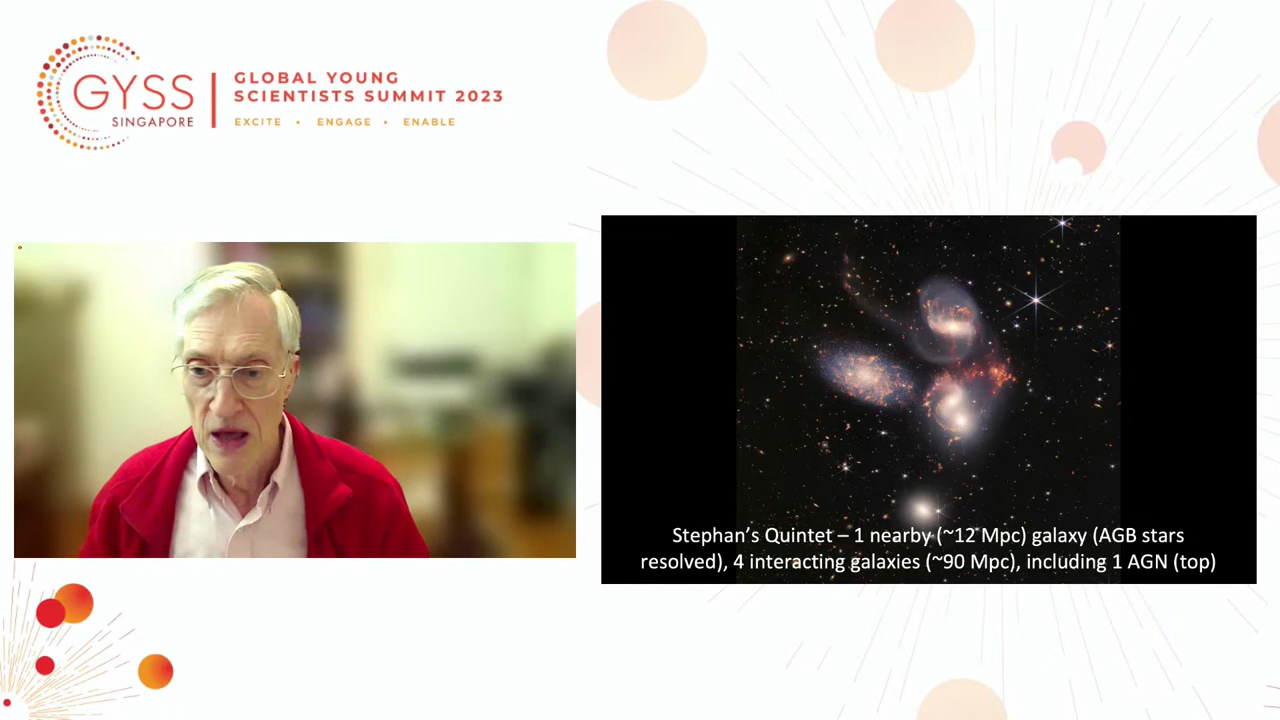 GYSS
SINGAPORE
GLOBAL YOUNG
SCIENTISTS SUMMIT 2023
EXCITE • ENGAGE • ENABLE
Stephan's Quintet – 1 nearby (~12 Mpc) galaxy (AGB stars
resolved), 4 interacting galaxies (~90 Mpc), including 1 AGN (top)